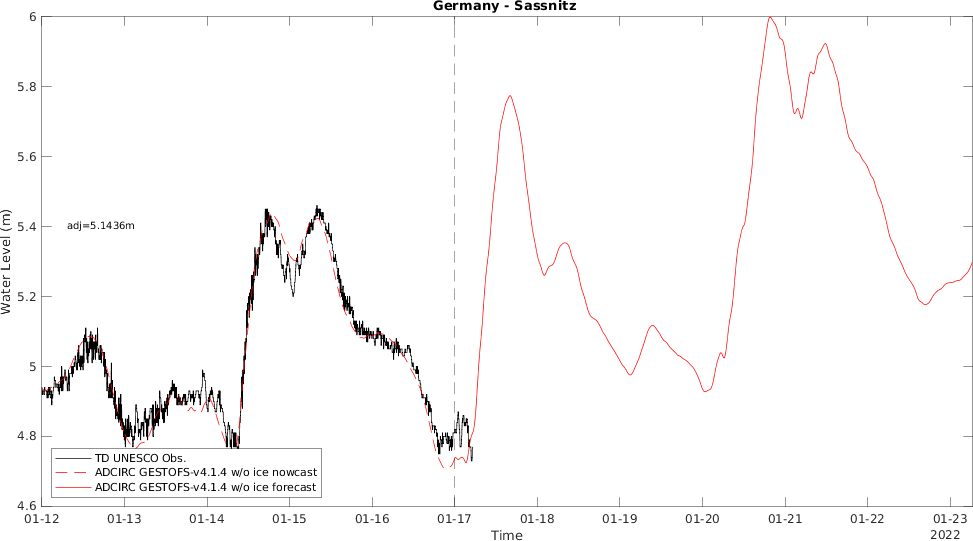 Germany - Sassnitz
6
5.8
5.6
5.4
5.2
5
4.8
4.6
Water Level (m)
adj=5.1436m
TD UNESCO Obs.
ADCIRC GESTOFS-v4.1.4 w/o ice nowcast
ADCIRC GESTOFS-v4.1.4 w/o ice forecast
01-12 01-13 01-14 01-15 01-16 01-17 01-18 01-19 01-20 01-21 01-22 01-23
Time 2022